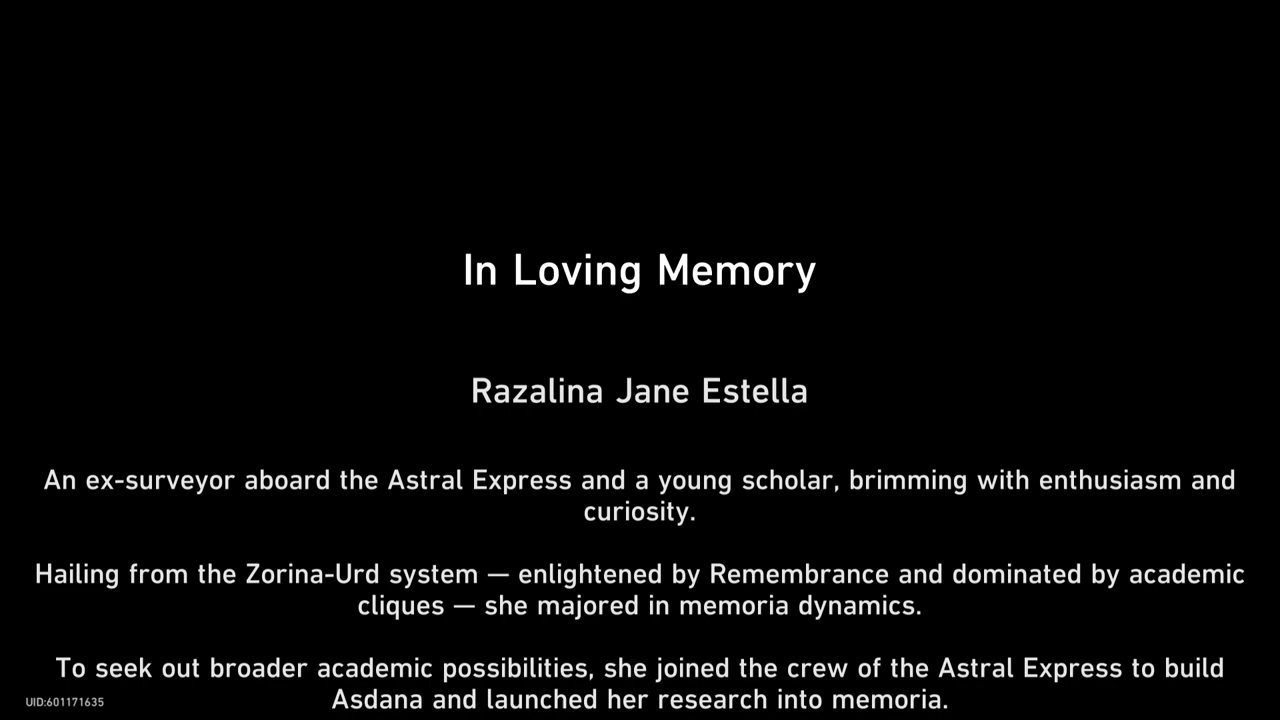 In Loving Memory
Razalina Jane Estella
An ex-surveyor aboard the Astral Express and a young scholar, brimming with enthusiasm and
curiosity.
Hailing from the Zorina-Urd system — enlightened by Remembrance and dominated by academic
cliques — she majored in memoria dynamics.
To seek out broader academic possibilities, she joined the crew of the Astral Express to build
Asdana and launched her research into memoria.
UID:601171635